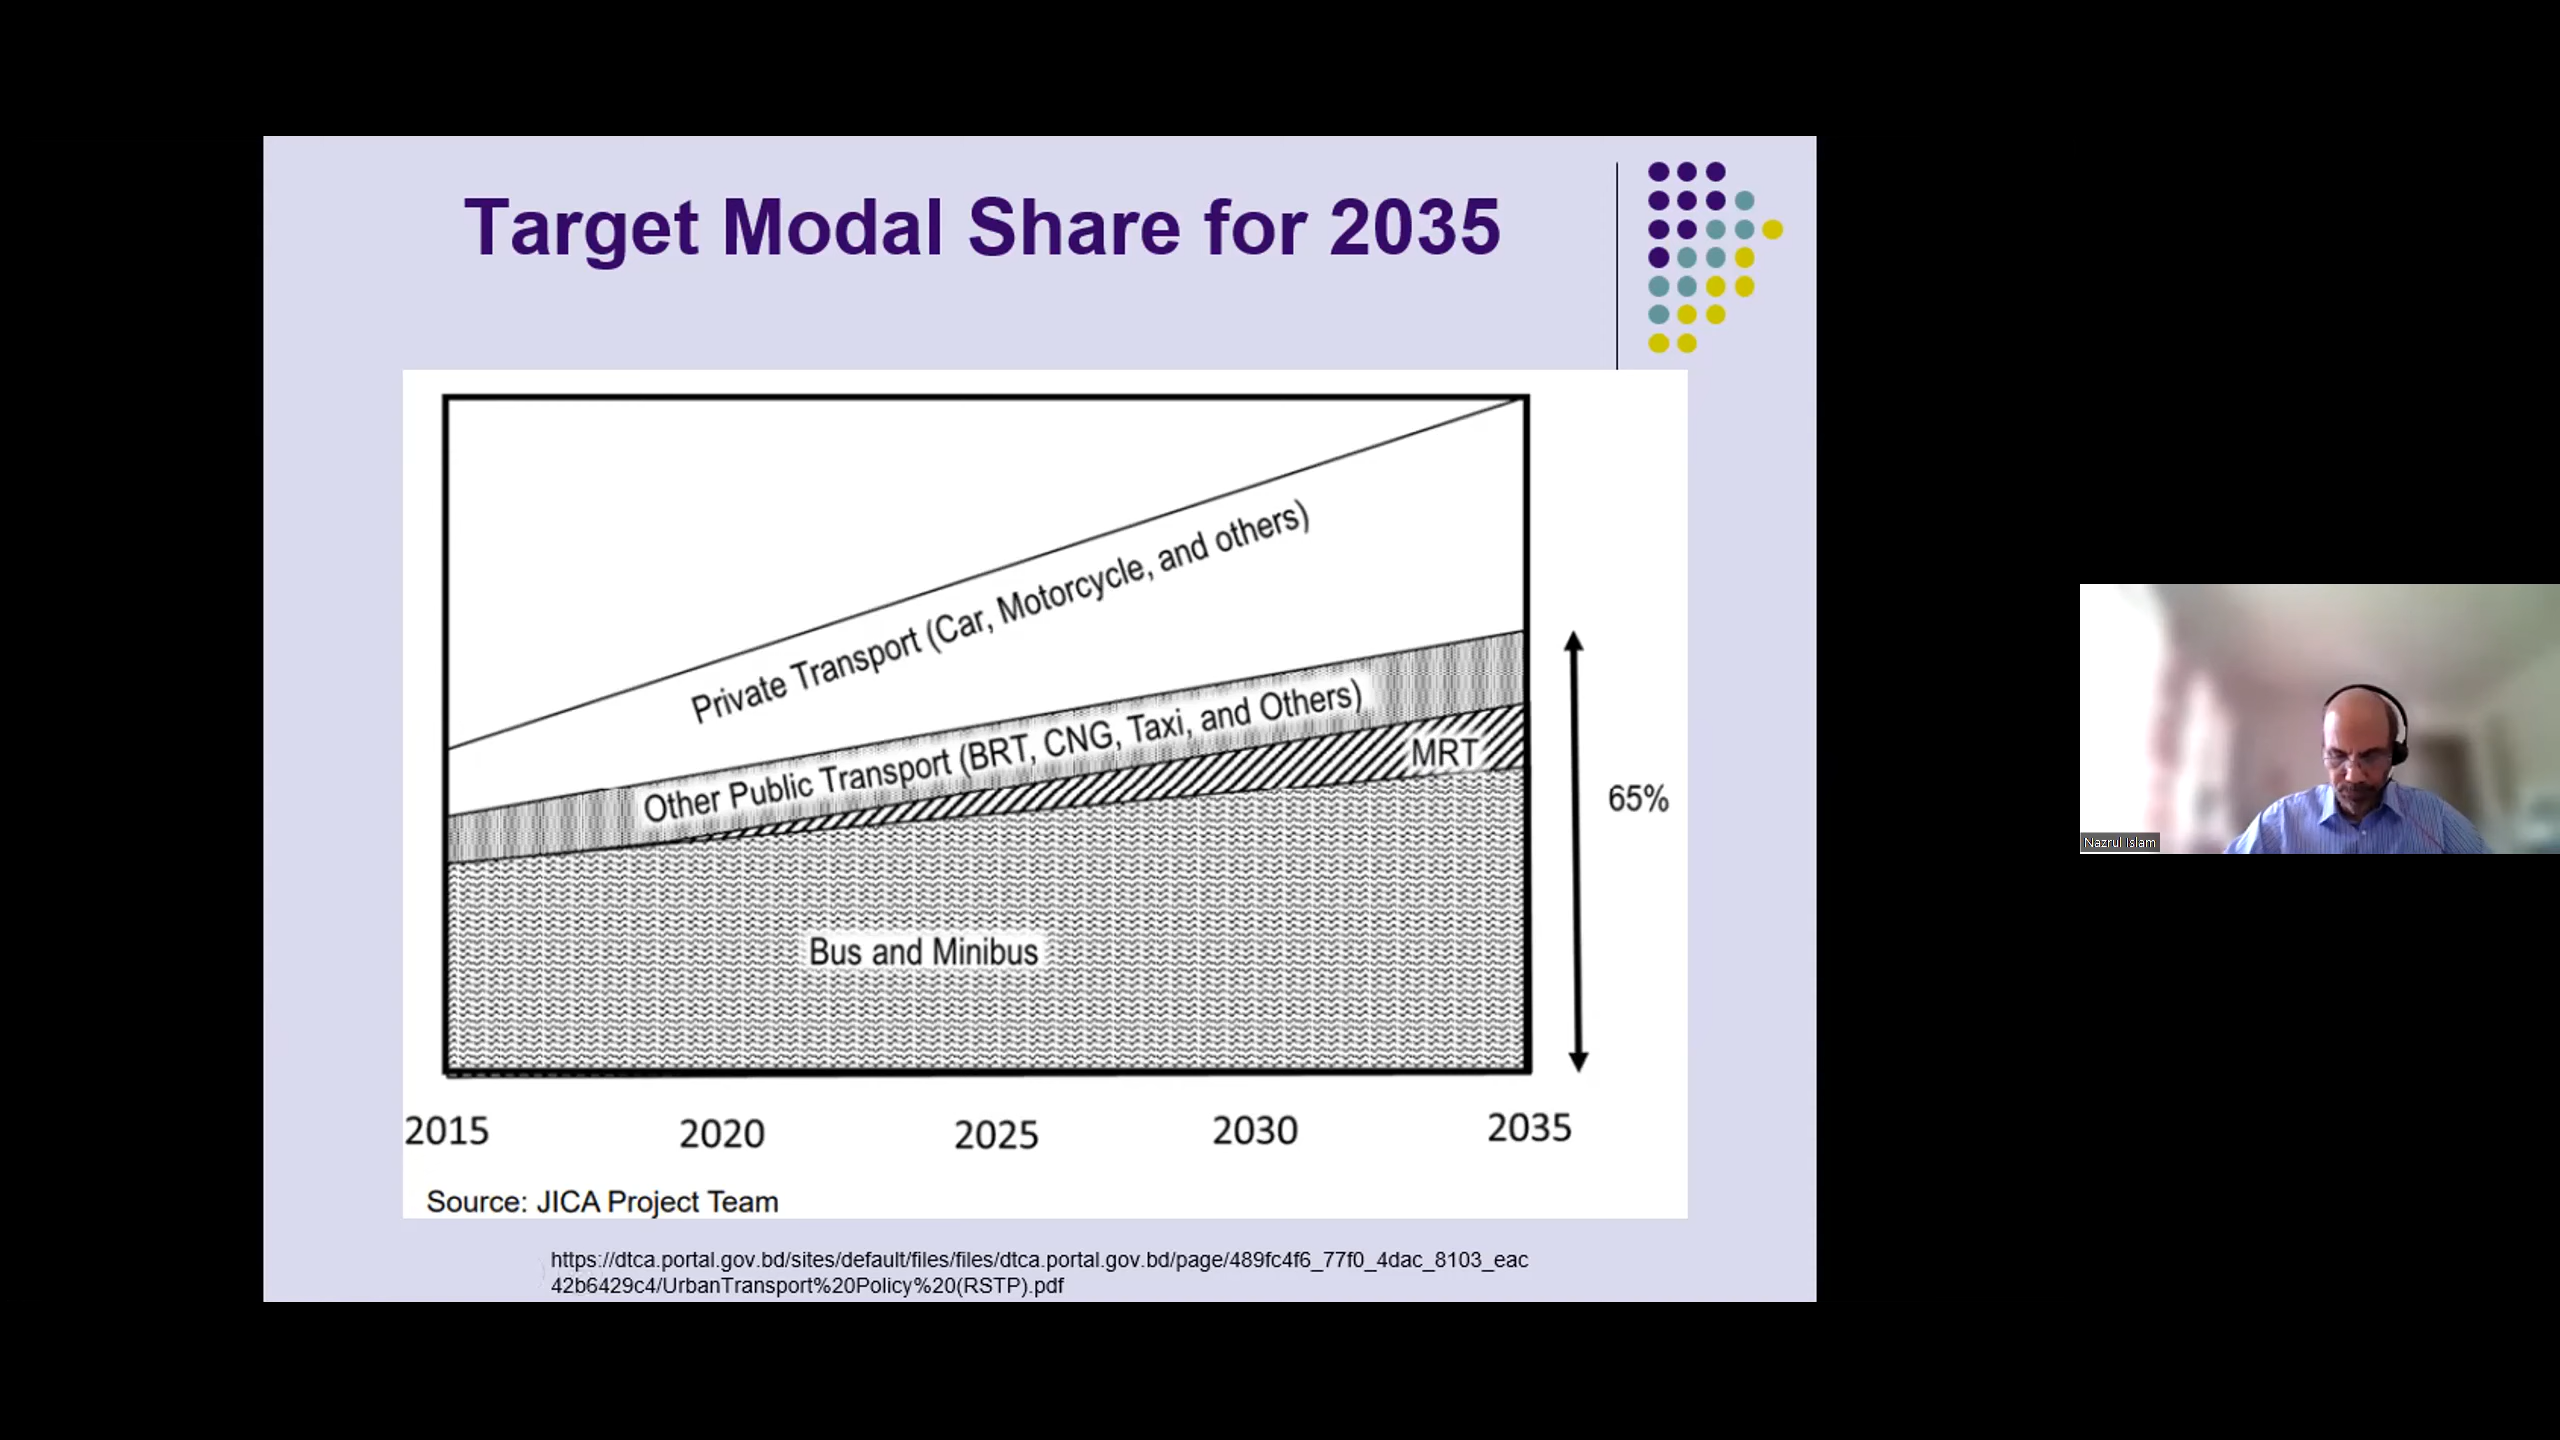 Target Modal Share for 2035
Private Transport (Car, Motorcycle, and others)
Other Public Transport (BRT, CNG, Taxi, and Others)
MRT
65%
Bus and Minibus
2015 2020 2025 2030 2035
Source: JICA Project Team
https://dtca.portal.gov.bd/sites/default/files/files/dtca.portal.gov.bd/page/489fc4f6_77f0_4dac_8103_eac
42b6429c4/UrbanTransport%20Policy%20(RSTP).pdf
Nazrul Islam